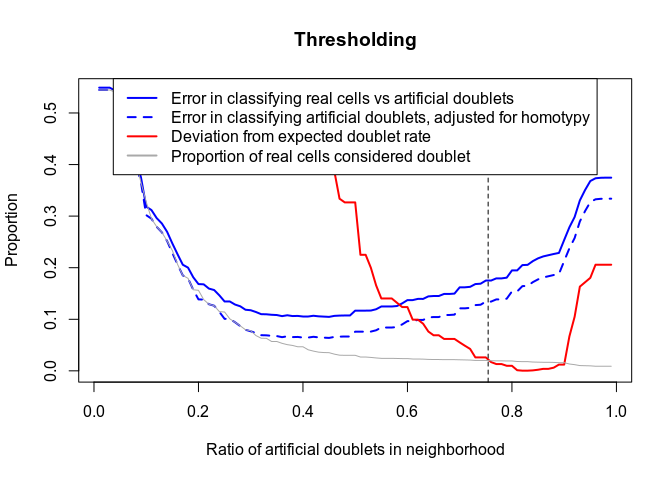 Thresholding
Error in classifying real cells vs artificial doublets
Error in classifying artificial doublets, adjusted for homotypy
Deviation from expected doublet rate
Proportion of real cells considered doublet
Proportion
0.5
0.4
0.3
0.2
0.1
0.0
0.0 0.2 0.4 0.6 0.8 1.0
Ratio of artificial doublets in neighborhood